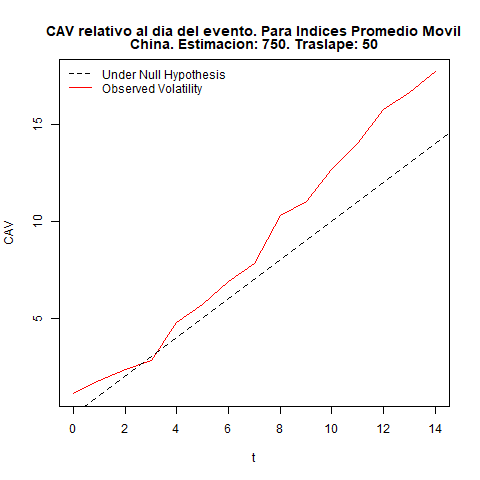 CAV relativo al dia del evento. Para Indices Promedio Movil
China. Estimacion: 750. Traslape: 50
Under Null Hypothesis
Observed Volatility
15
10
5
CAV
0 2 4 6 8 10 12 14
t